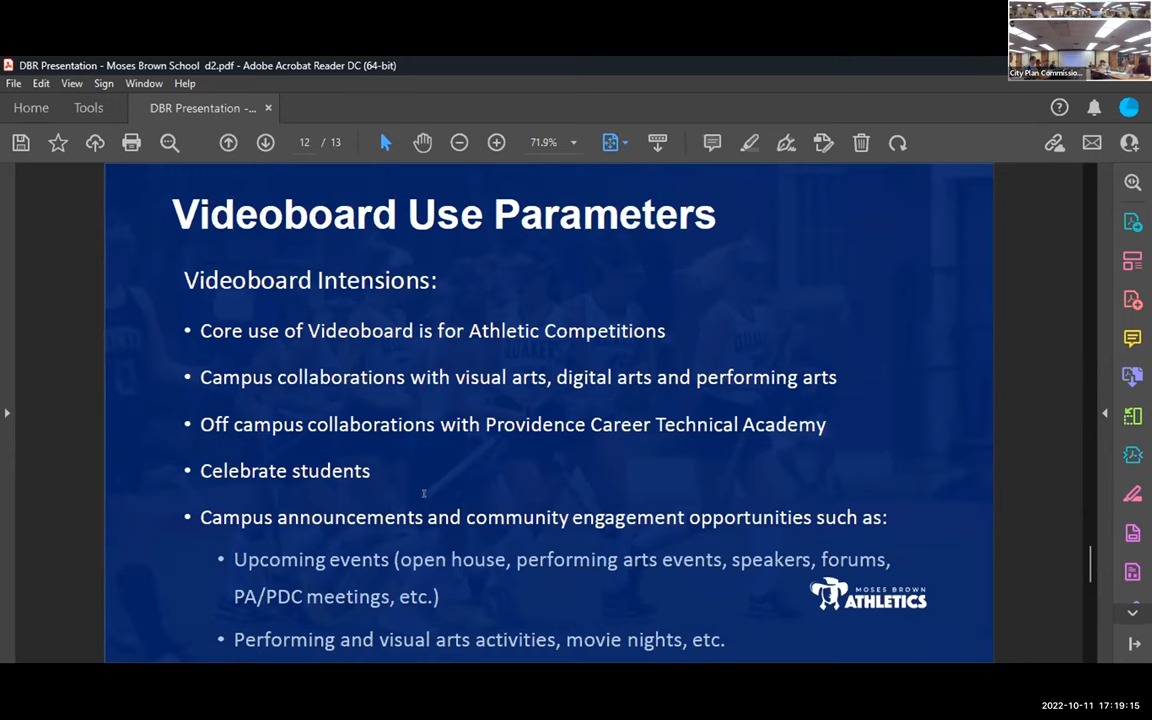 DBR Presentation - Moses Brown School d2.pdf - Adobe Acrobat Reader DC (64-bit)
City Plan Commissio...
File Edit View Sign Window Help
Home Tools DBR Presentation -... ×
12 / 13 71.9%
Videoboard Use Parameters
Videoboard Intensions:
• Core use of Videoboard is for Athletic Competitions
• Campus collaborations with visual arts, digital arts and performing arts
• Off campus collaborations with Providence Career Technical Academy
• Celebrate students
• Campus announcements and community engagement opportunities such as:
• Upcoming events (open house, performing arts events, speakers, forums,
PA/PDC meetings, etc.)
MOSES BROWN
ATHLETICS
• Performing and visual arts activities, movie nights, etc.
2022-10-11 17:19:15